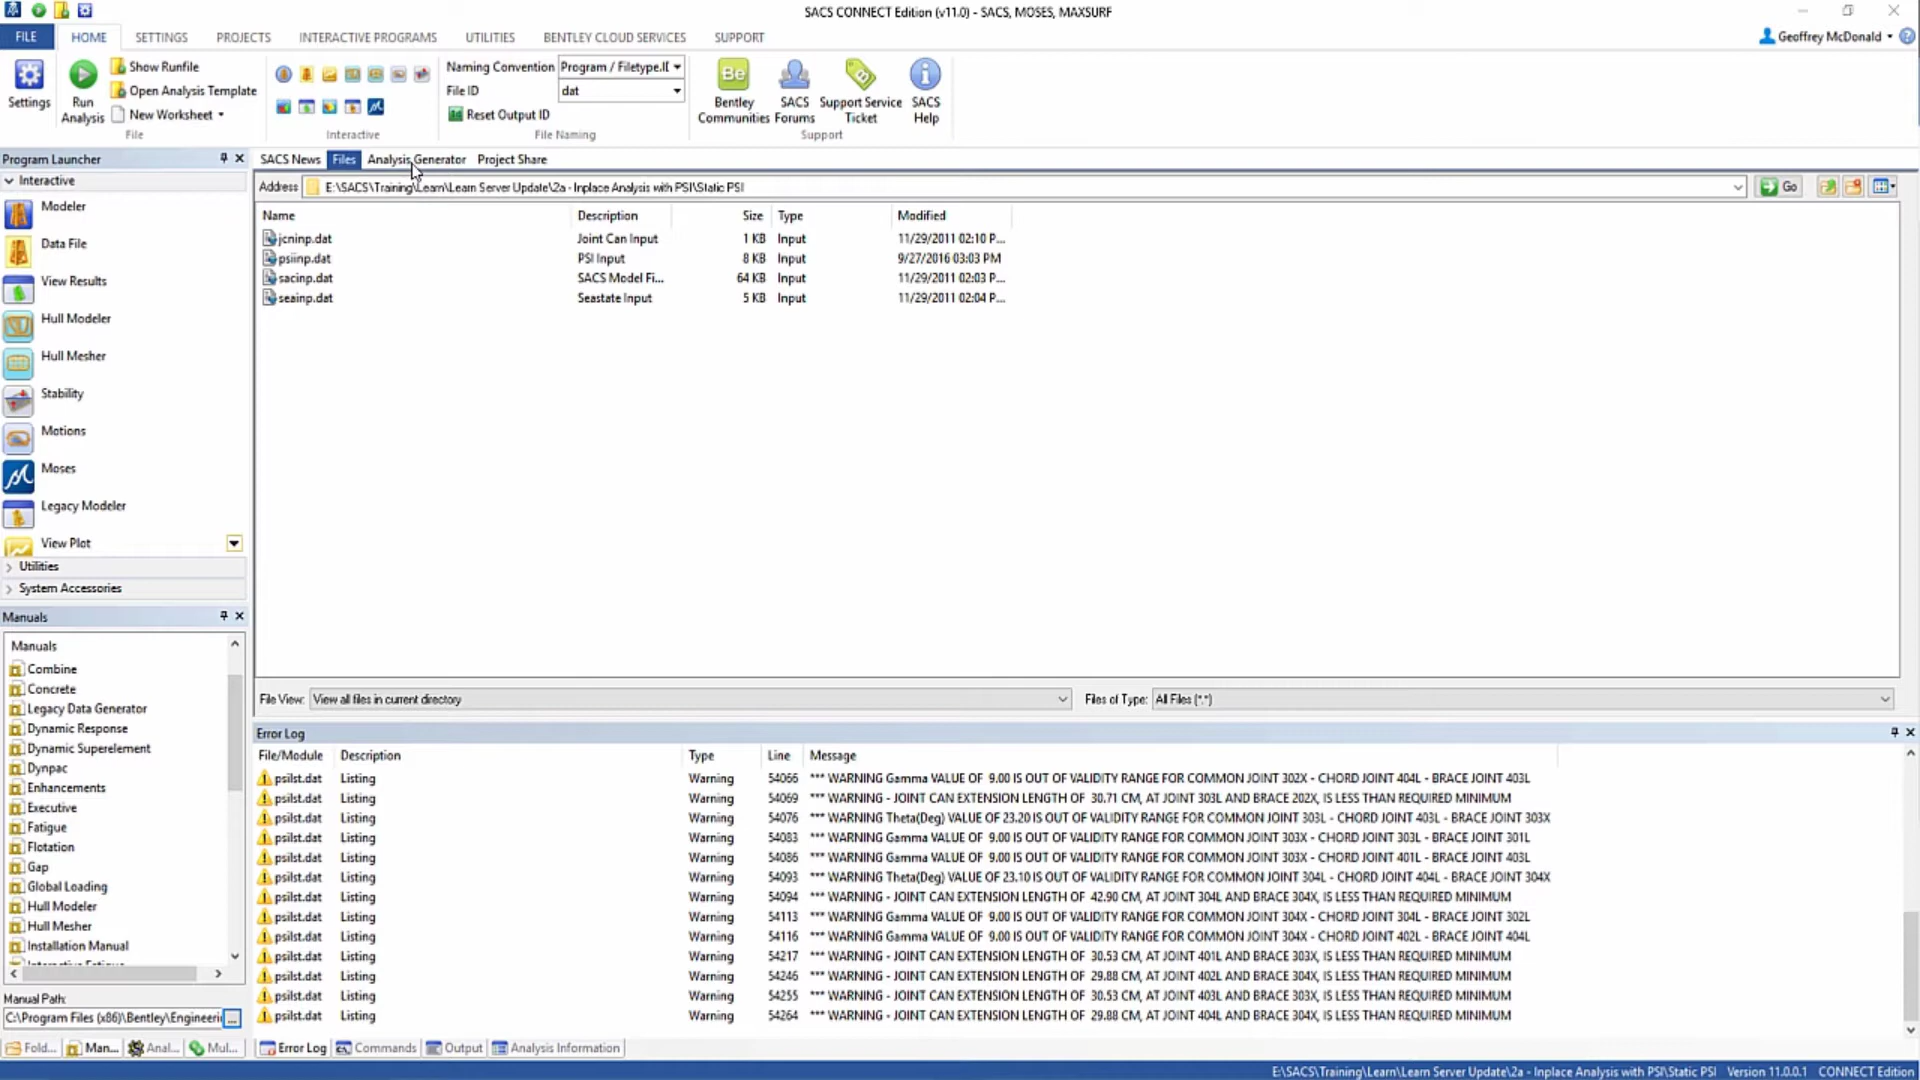 SACS CONNECT Edition (v11.0) - SACS, MOSES, MAXSURF
FILE HOME SETTINGS PROJECTS INTERACTIVE PROGRAMS UTILITIES BENTLEY CLOUD SERVICES SUPPORT
Geoffrey McDonald
Settings
Run Analysis
Show Runfile
Open Analysis Template
New Worksheet
File
Interactive
Naming Convention Program / Filetype.IC
File ID dat
Reset Output ID
File Naming
Be
Bentley Communities
SACS Forums
Support Service Ticket
SACS Help
Support
Program Launcher
Interactive
Modeler
Data File
View Results
Hull Modeler
Hull Mesher
Stability
Motions
Moses
Legacy Modeler
View Plot
Utilities
System Accessories
Manuals
Manuals
Combine
Concrete
Legacy Data Generator
Dynamic Response
Dynamic Superelement
Dynpac
Enhancements
Executive
Fatigue
Flotation
Gap
Global Loading
Hull Modeler
Hull Mesher
Installation Manual
Interactive Fatigue
Manual Path:
C:\Program Files (x86)\Bentley\Engineeri ...
Fold... Man... Anal... Mul...
SACS News Files Analysis Generator Project Share
Address E:\SACS\Training\Learn\Learn Server Update\2a - Inplace Analysis with PSI\Static PSI Go
Name Description Size Type Modified
jcninp.dat Joint Can Input 1 KB Input 11/29/2011 02:10 P...
psiinp.dat PSI Input 8 KB Input 9/27/2016 03:03 PM
sacinp.dat SACS Model Fi... 64 KB Input 11/29/2011 02:03 P...
seainp.dat Seastate Input 5 KB Input 11/29/2011 02:04 P...
File View: View all files in current directory Files of Type: All Files (*.*)
Error Log
File/Module Description Type Line Message
psilst.dat Listing Warning 54066 *** WARNING Gamma VALUE OF 9.00 IS OUT OF VALIDITY RANGE FOR COMMON JOINT 302X - CHORD JOINT 404L - BRACE JOINT 403L
psilst.dat Listing Warning 54069 *** WARNING - JOINT CAN EXTENSION LENGTH OF 30.71 CM, AT JOINT 303L AND BRACE 202X, IS LESS THAN REQUIRED MINIMUM
psilst.dat Listing Warning 54076 *** WARNING Theta(Deg) VALUE OF 23.20 IS OUT OF VALIDITY RANGE FOR COMMON JOINT 303L - CHORD JOINT 403L - BRACE JOINT 303X
psilst.dat Listing Warning 54083 *** WARNING Gamma VALUE OF 9.00 IS OUT OF VALIDITY RANGE FOR COMMON JOINT 303X - CHORD JOINT 303L - BRACE JOINT 301L
psilst.dat Listing Warning 54086 *** WARNING Gamma VALUE OF 9.00 IS OUT OF VALIDITY RANGE FOR COMMON JOINT 303X - CHORD JOINT 401L - BRACE JOINT 403L
psilst.dat Listing Warning 54093 *** WARNING Theta(Deg) VALUE OF 23.10 IS OUT OF VALIDITY RANGE FOR COMMON JOINT 304L - CHORD JOINT 404L - BRACE JOINT 304X
psilst.dat Listing Warning 54094 *** WARNING - JOINT CAN EXTENSION LENGTH OF 42.90 CM, AT JOINT 304L AND BRACE 304X, IS LESS THAN REQUIRED MINIMUM
psilst.dat Listing Warning 54113 *** WARNING Gamma VALUE OF 9.00 IS OUT OF VALIDITY RANGE FOR COMMON JOINT 304X - CHORD JOINT 304L - BRACE JOINT 302L
psilst.dat Listing Warning 54116 *** WARNING Gamma VALUE OF 9.00 IS OUT OF VALIDITY RANGE FOR COMMON JOINT 304X - CHORD JOINT 402L - BRACE JOINT 404L
psilst.dat Listing Warning 54217 *** WARNING - JOINT CAN EXTENSION LENGTH OF 30.53 CM, AT JOINT 401L AND BRACE 303X, IS LESS THAN REQUIRED MINIMUM
psilst.dat Listing Warning 54246 *** WARNING - JOINT CAN EXTENSION LENGTH OF 29.88 CM, AT JOINT 402L AND BRACE 304X, IS LESS THAN REQUIRED MINIMUM
psilst.dat Listing Warning 54255 *** WARNING - JOINT CAN EXTENSION LENGTH OF 30.53 CM, AT JOINT 403L AND BRACE 303X, IS LESS THAN REQUIRED MINIMUM
psilst.dat Listing Warning 54264 *** WARNING - JOINT CAN EXTENSION LENGTH OF 29.88 CM, AT JOINT 404L AND BRACE 304X, IS LESS THAN REQUIRED MINIMUM
Error Log Commands Output Analysis Information
E:\SACS\Training\Learn\Learn Server Update\2a - Inplace Analysis with PSI\Static PSI Version 11.0.0.1 CONNECT Edition